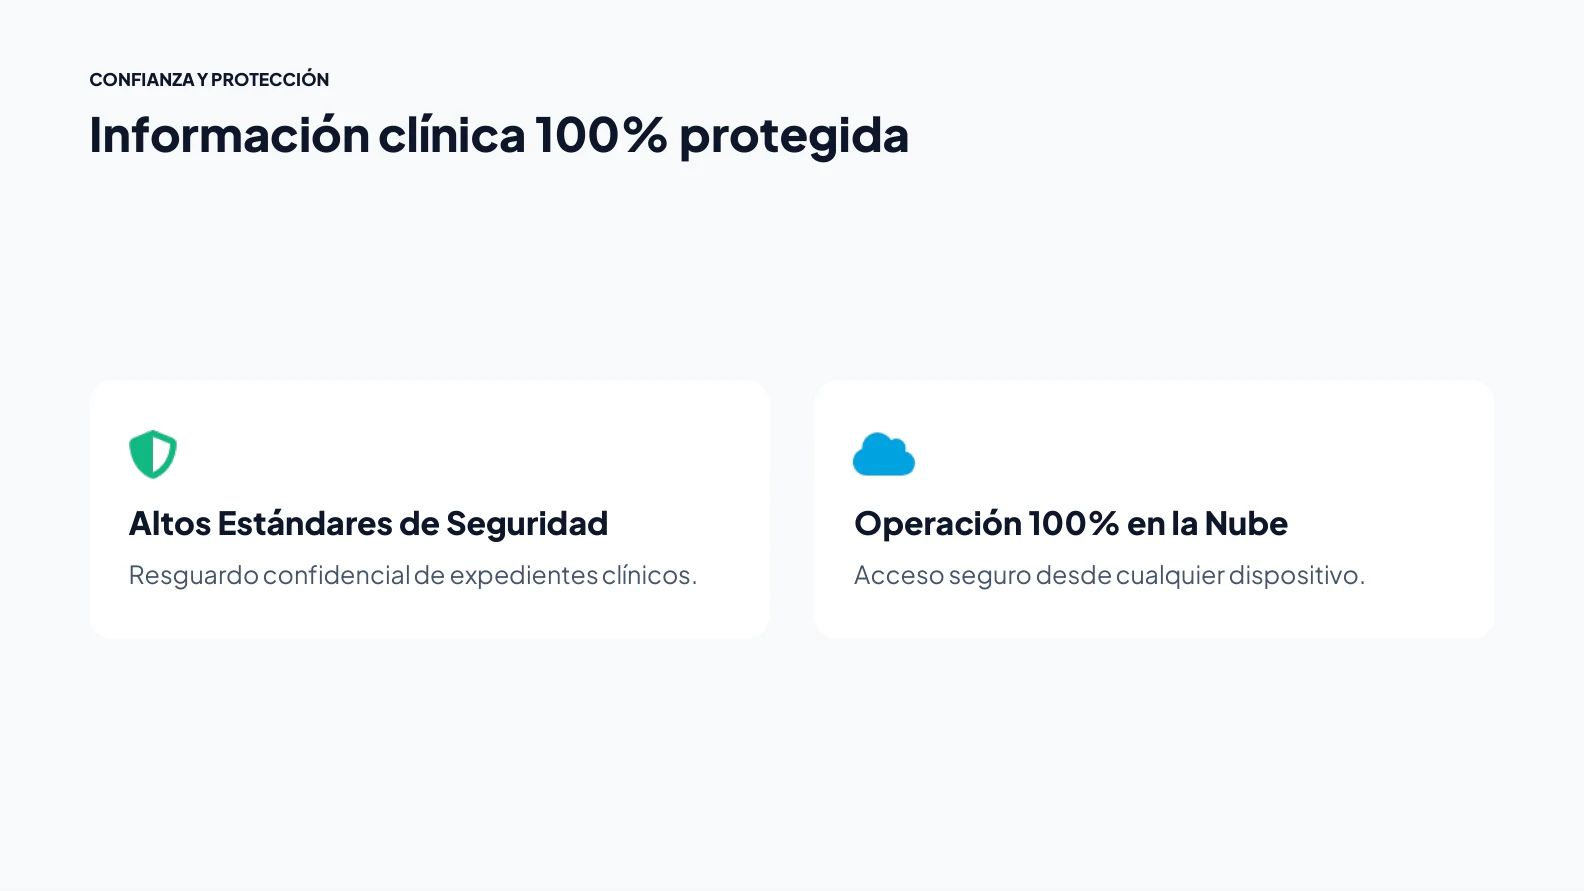 CONFIANZA Y PROTECCIÓN
Información clínica 100% protegida
Altos Estándares de Seguridad
Resguardo confidencial de expedientes clínicos.
Operación 100% en la Nube
Acceso seguro desde cualquier dispositivo.